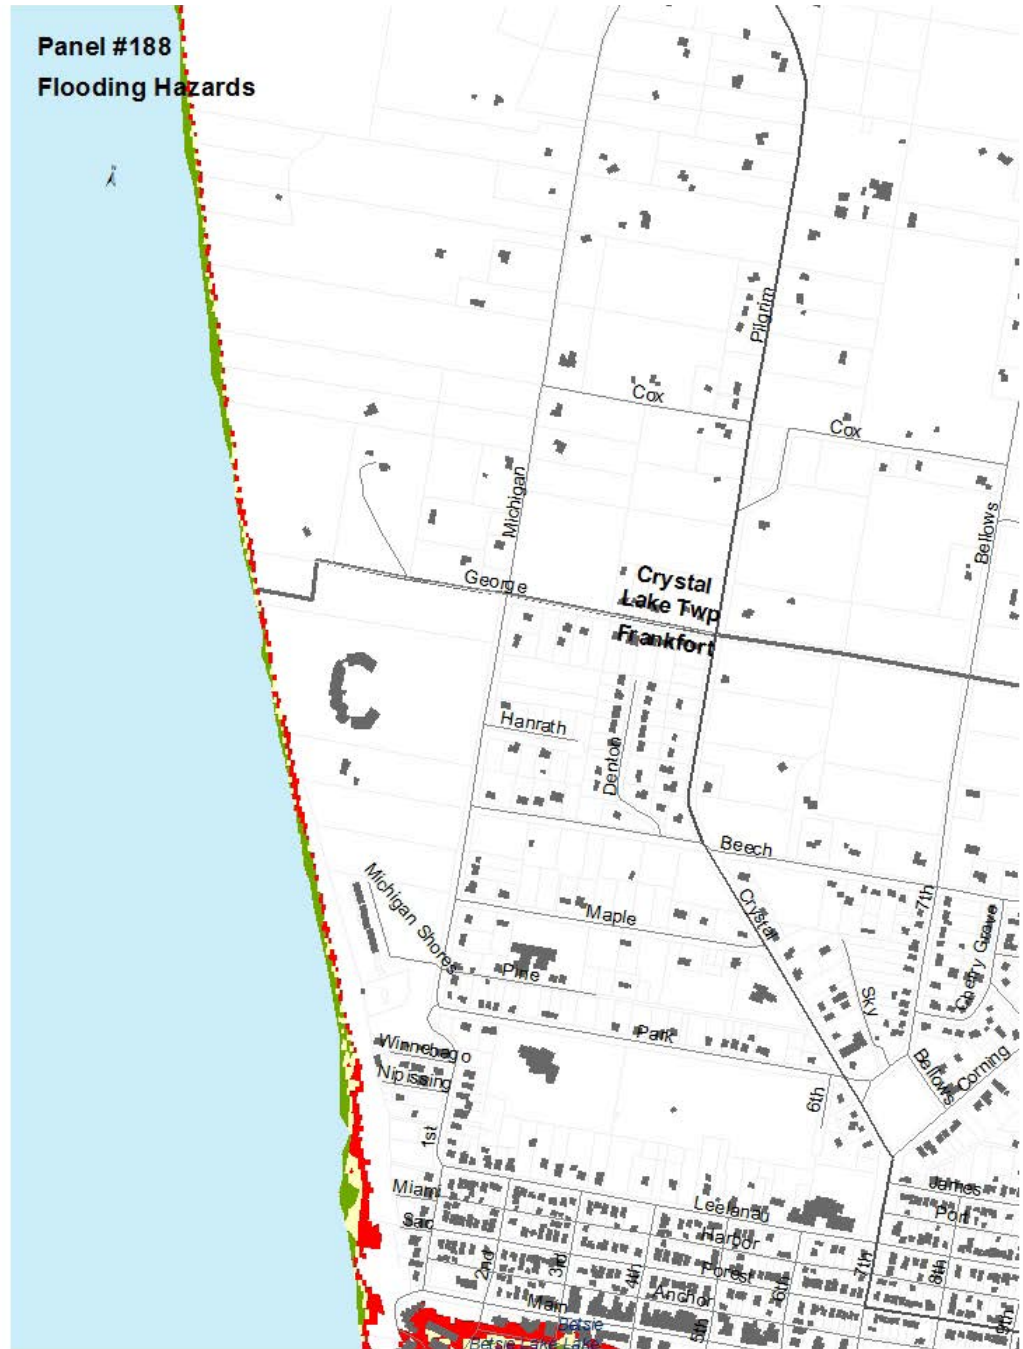 Panel #188
Flooding Hazards
Pilgrim
Cox
Cox
Michigan
Bellows
George
Crystal
Lake Twp
Frankfort
Hanrath
Denton
Beech
Michigan Shores
Maple
Crystal
7th
Cherry Grove
Pine
Sky
Park
Winnebago
Nipissing
Bellows
Corning
6th
1st
Miami
Sac
Leelanau
James
Port
Harbor
2nd
3rd
4th
Forest
Anchor
6th
7th
8th
9th
Main
5th
Betsie
Betsie Lake Lake